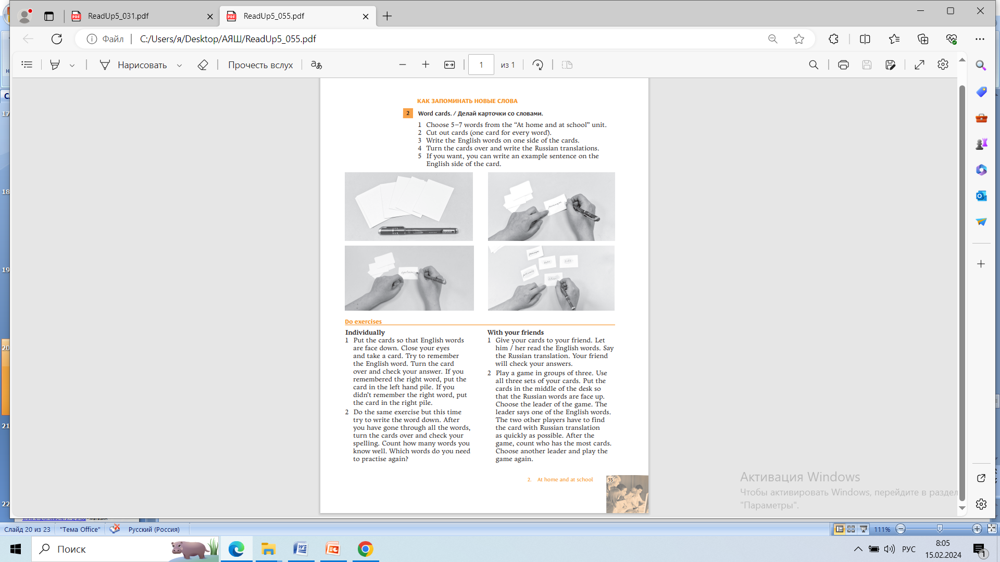 ReadUp5_031.pdf
ReadUp5_055.pdf
Файл
C:/Users/я/Desktop/АЯШ/ReadUp5_055.pdf
Нарисовать
Прочесть вслух
1
из 1
КАК ЗАПОМИНАТЬ НОВЫЕ СЛОВА
2 Word cards. / Делай карточки со словами.
1 Choose 5–7 words from the “At home and at school” unit.
2 Cut out cards (one card for every word).
3 Write the English words on one side of the cards.
4 Turn the cards over and write the Russian translations.
5 If you want, you can write an example sentence on the
English side of the card.
Do exercises
Individually
1 Put the cards so that English words
are face down. Close your eyes
and take a card. Try to remember
the English word. Turn the card
over and check your answer. If you
remembered the right word, put the
card in the left hand pile. If you
didn’t remember the right word, put
the card in the right pile.
2 Do the same exercise but this time
try to write the word down. After
you have gone through all the words,
turn the cards over and check your
spelling. Count how many words you
know well. Which words do you need
to practise again?
With your friends
1 Give your cards to your friend. Let
him / her read the English words. Say
the Russian translation. Your friend
will check your answers.
2 Play a game in groups of three. Use
all three sets of your cards. Put the
cards in the middle of the desk so
that the Russian words are face up.
Choose the leader of the game. The
leader says one of the English words.
The two other players have to find
the card with Russian translation
as quickly as possible. After the
game, count who has the most cards.
Choose another leader and play the
game again.
2. At home and at school
55
Активация Windows
Чтобы активировать Windows, перейдите в раздел
"Параметры".
17
18
19
20
21
22
www.englishteachers.ru/shop - магазин
Слайд 20 из 23
"Тема Office"
Русский (Россия)
111%
Поиск
РУС
8:05
15.02.2024
1